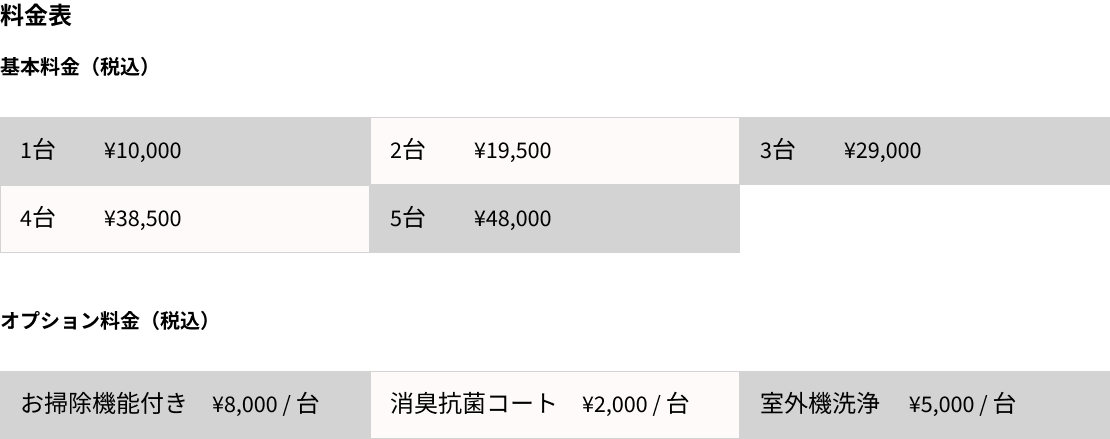 料金表
基本料金（税込）
1台 ¥10,000 2台 ¥19,500 3台 ¥29,000
4台 ¥38,500 5台 ¥48,000
オプション料金（税込）
お掃除機能付き ¥8,000 / 台 消臭抗菌コート ¥2,000 / 台 室外機洗浄 ¥5,000 / 台